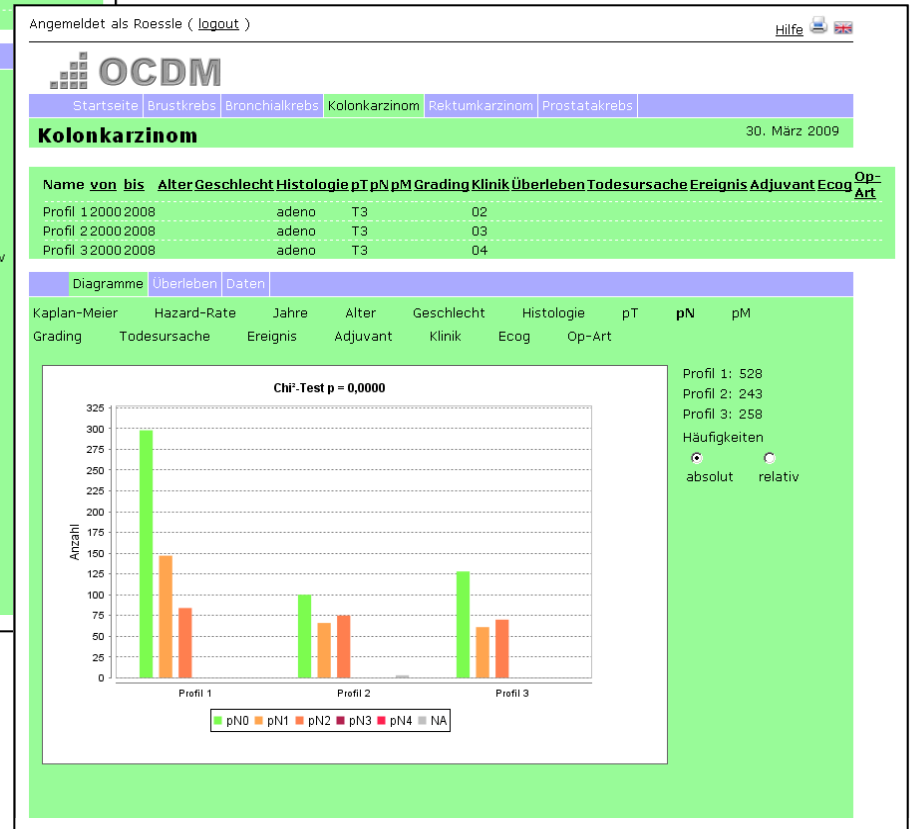 Angemeldet als Roessle ( logout )
Hilfe
OCDM
Startseite Brustkrebs Bronchialkrebs Kolonkarzinom Rektumkarzinom Prostatakrebs
Kolonkarzinom
30. März 2009
Name von bis Alter Geschlecht Histologie pT pN pM Grading Klinik Überleben Todesursache Ereignis Adjuvant Ecog Op-Art
Profil 1 2000 2008 adeno T3 02
Profil 2 2000 2008 adeno T3 03
Profil 3 2000 2008 adeno T3 04
Diagramme Überleben Daten
Kaplan-Meier Hazard-Rate Jahre Alter Geschlecht Histologie pT pN pM
Grading Todesursache Ereignis Adjuvant Klinik Ecog Op-Art
Chi²-Test p = 0,0000
325
300
275
250
225
200
175
150
125
100
75
50
25
0
Anzahl
Profil 1 Profil 2 Profil 3
pN0 pN1 pN2 pN3 pN4 NA
Profil 1: 528
Profil 2: 243
Profil 3: 258
Häufigkeiten
absolut relativ